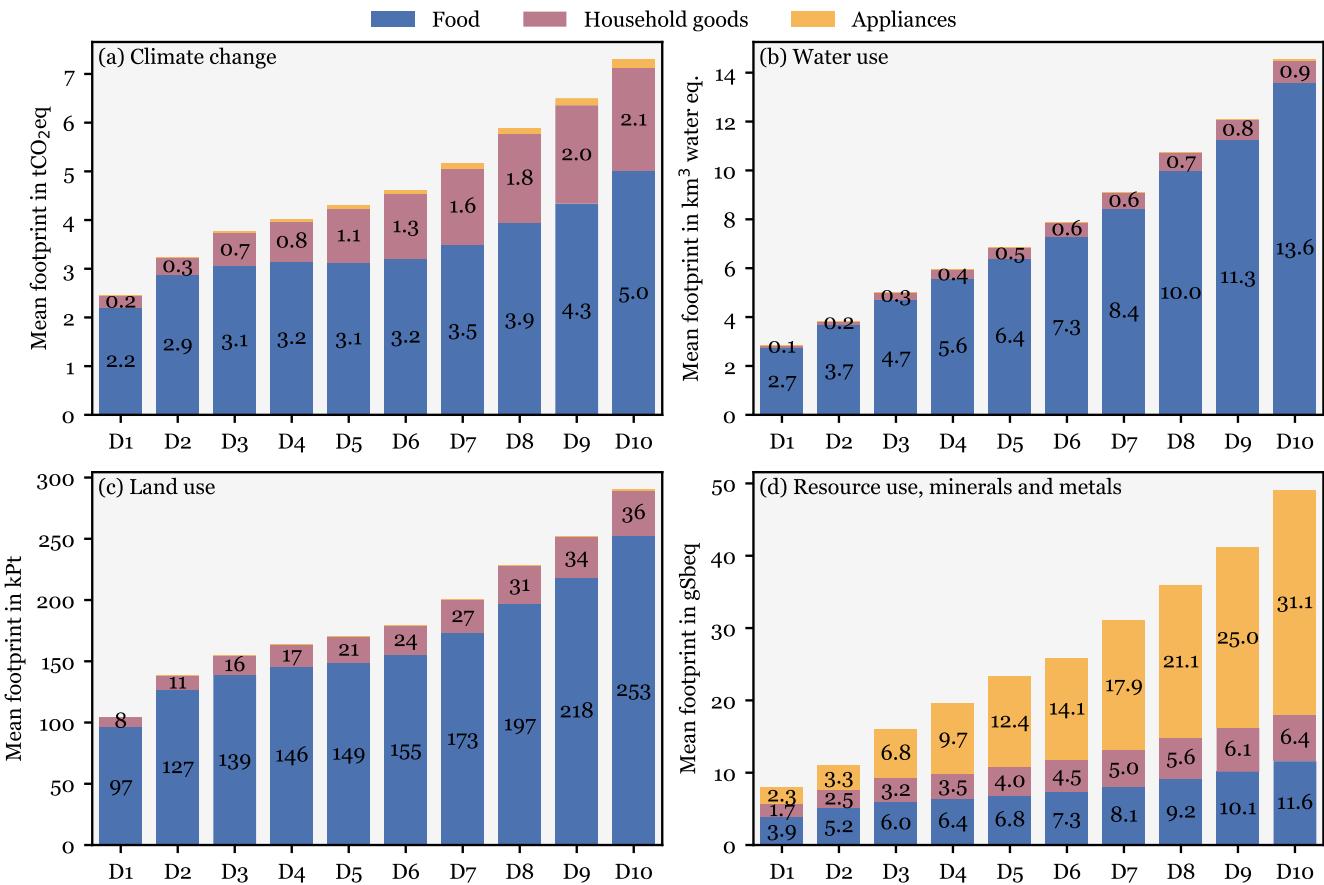 Food Household goods Appliances
(a) Climate change
Mean footprint in tCO₂eq
7
6
5
4
3
2
1
0
2.2 2.9 3.1 3.2 3.1 3.2 3.5 3.9 4.3 5.0
0.2 0.3 0.7 0.8 1.1 1.3 1.6 1.8 2.0 2.1
D1 D2 D3 D4 D5 D6 D7 D8 D9 D10
(b) Water use
Mean footprint in km³ water eq.
14
12
10
8
6
4
2
0
2.7 3.7 4.7 5.6 6.4 7.3 8.4 10.0 11.3 13.6
0.1 0.2 0.3 0.4 0.5 0.6 0.6 0.7 0.8 0.9
D1 D2 D3 D4 D5 D6 D7 D8 D9 D10
(c) Land use
Mean footprint in kPt
300
250
200
150
100
50
0
97 127 139 146 149 155 173 197 218 253
8 11 16 17 21 24 27 31 34 36
D1 D2 D3 D4 D5 D6 D7 D8 D9 D10
(d) Resource use, minerals and metals
Mean footprint in gSbeq
50
40
30
20
10
0
2.3 3.3 6.8 9.7 12.4 14.1 17.9 21.1 25.0 31.1
1.7 2.5 3.2 3.5 4.0 4.5 5.0 5.6 6.1 6.4
3.9 5.2 6.0 6.4 6.8 7.3 8.1 9.2 10.1 11.6
D1 D2 D3 D4 D5 D6 D7 D8 D9 D10